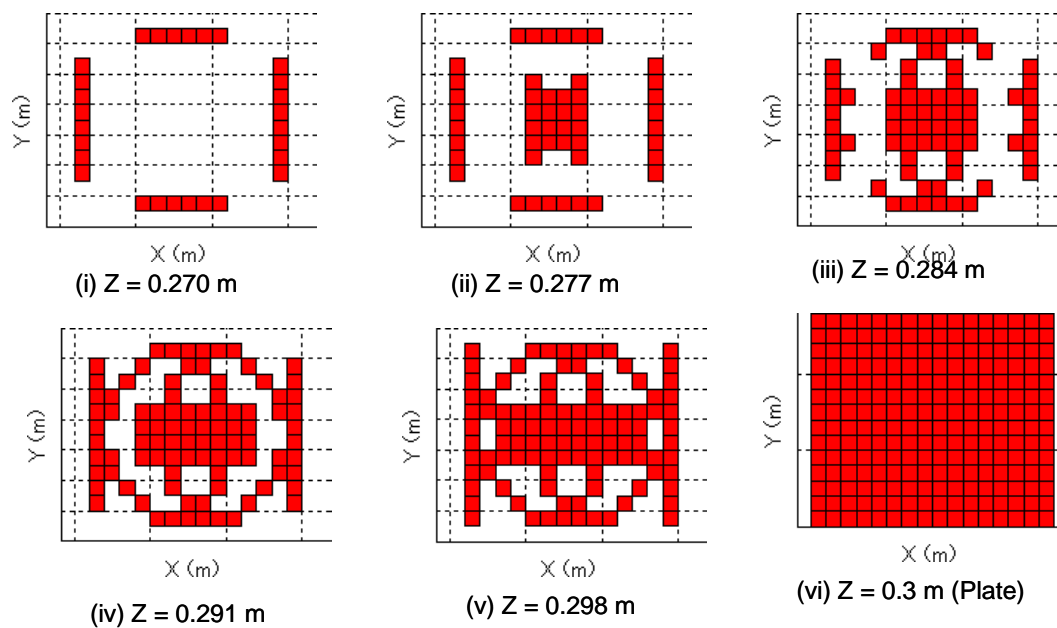 Y (m)
X (m)
(i) Z = 0.270 m
Y (m)
X (m)
(ii) Z = 0.277 m
Y (m)
X (m)
(iii) Z = 0.284 m
Y (m)
X (m)
(iv) Z = 0.291 m
Y (m)
X (m)
(v) Z = 0.298 m
Y (m)
X (m)
(vi) Z = 0.3 m (Plate)